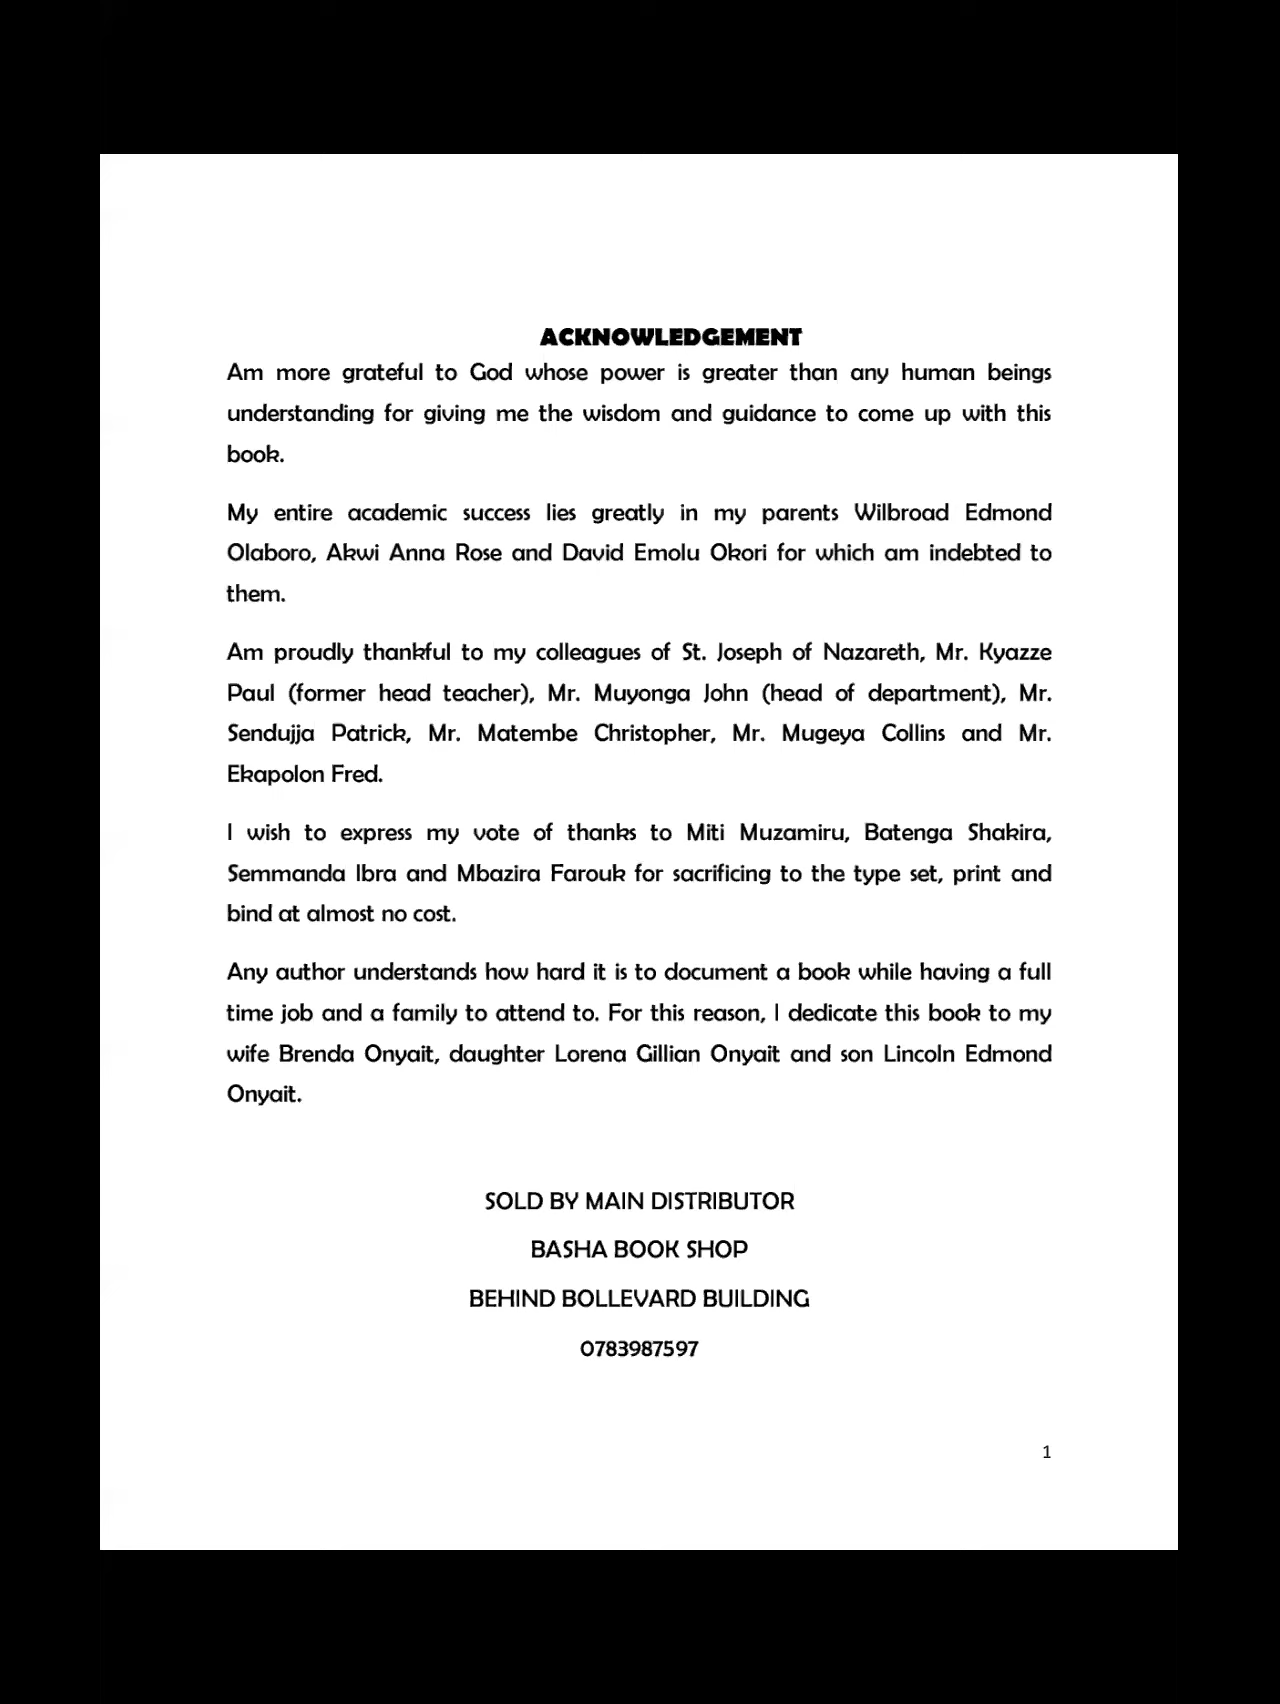 ACKNOWLEDGEMENT
Am more grateful to God whose power is greater than any human beings
understanding for giving me the wisdom and guidance to come up with this
book.
My entire academic success lies greatly in my parents Wilbroad Edmond
Olaboro, Akwi Anna Rose and David Emolu Okori for which am indebted to
them.
Am proudly thankful to my colleagues of St. Joseph of Nazareth, Mr. Kyazze
Paul (former head teacher), Mr. Muyonga John (head of department), Mr.
Sendujja Patrick, Mr. Matembe Christopher, Mr. Mugeya Collins and Mr.
Ekapolon Fred.
I wish to express my vote of thanks to Miti Muzamiru, Batenga Shakira,
Semmanda Ibra and Mbazira Farouk for sacrificing to the type set, print and
bind at almost no cost.
Any author understands how hard it is to document a book while having a full
time job and a family to attend to. For this reason, I dedicate this book to my
wife Brenda Onyait, daughter Lorena Gillian Onyait and son Lincoln Edmond
Onyait.
SOLD BY MAIN DISTRIBUTOR
BASHA BOOK SHOP
BEHIND BOLLEVARD BUILDING
0783987597
1